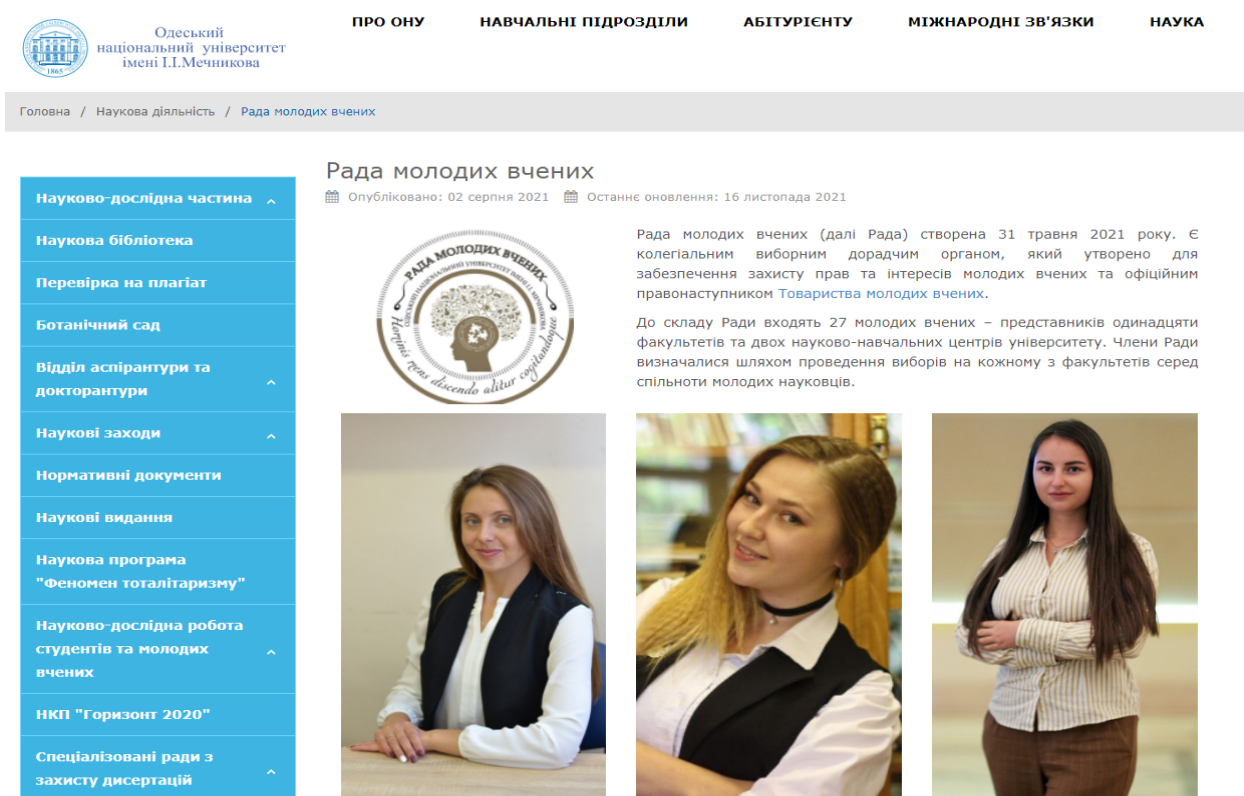 Одеський
національний університет
імені І.І.Мечникова
1865
ПРО ОНУ
НАВЧАЛЬНІ ПІДРОЗДІЛИ
АБІТУРІЄНТУ
МІЖНАРОДНІ ЗВ'ЯЗКИ
НАУКА
Головна / Наукова діяльність / Рада молодих вчених
Науково-дослідна частина
Наукова бібліотека
Перевірка на плагіат
Ботанічний сад
Відділ аспірантури та
докторантури
Наукові заходи
Нормативні документи
Наукові видання
Наукова програма
"Феномен тоталітаризму"
Науково-дослідна робота
студентів та молодих
вчених
НКП "Горизонт 2020"
Спеціалізовані ради з
захисту дисертацій
Рада молодих вчених
Опубліковано: 02 серпня 2021 Останнє оновлення: 16 листопада 2021
РАДА МОЛОДИХ ВЧЕНИХ
ОДЕСЬКИЙ НАЦІОНАЛЬНИЙ УНІВЕРСИТЕТ ІМЕНІ І.І. МЕЧНИКОВА
Hominis mens discendo alitur cogitandoque
Рада молодих вчених (далі Рада) створена 31 травня 2021 року. Є
колегіальним виборним дорадчим органом, який утворено для
забезпечення захисту прав та інтересів молодих вчених та офіційним
правонаступником Товариства молодих вчених.
До складу Ради входять 27 молодих вчених – представників одинадцяти
факультетів та двох науково-навчальних центрів університету. Члени Ради
визначалися шляхом проведення виборів на кожному з факультетів серед
спільноти молодих науковців.